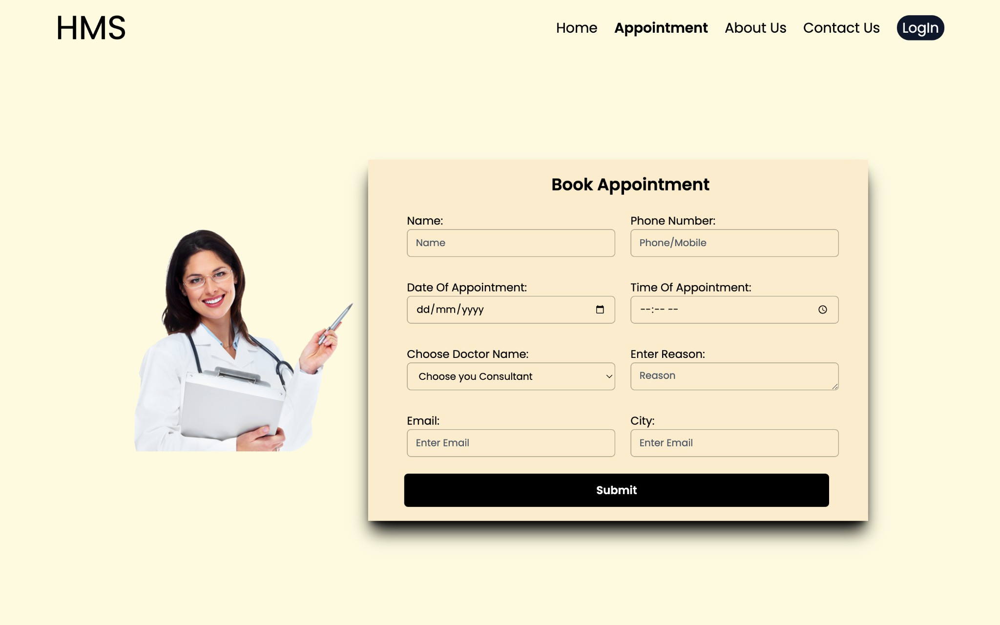 HMS
Home Appointment About Us Contact Us LogIn
Book Appointment
Name: Phone Number:
Name Phone/Mobile
Date Of Appointment: Time Of Appointment:
dd/mm/yyyy --:-- --
Choose Doctor Name: Enter Reason:
Choose you Consultant Reason
Email: City:
Enter Email Enter Email
Submit